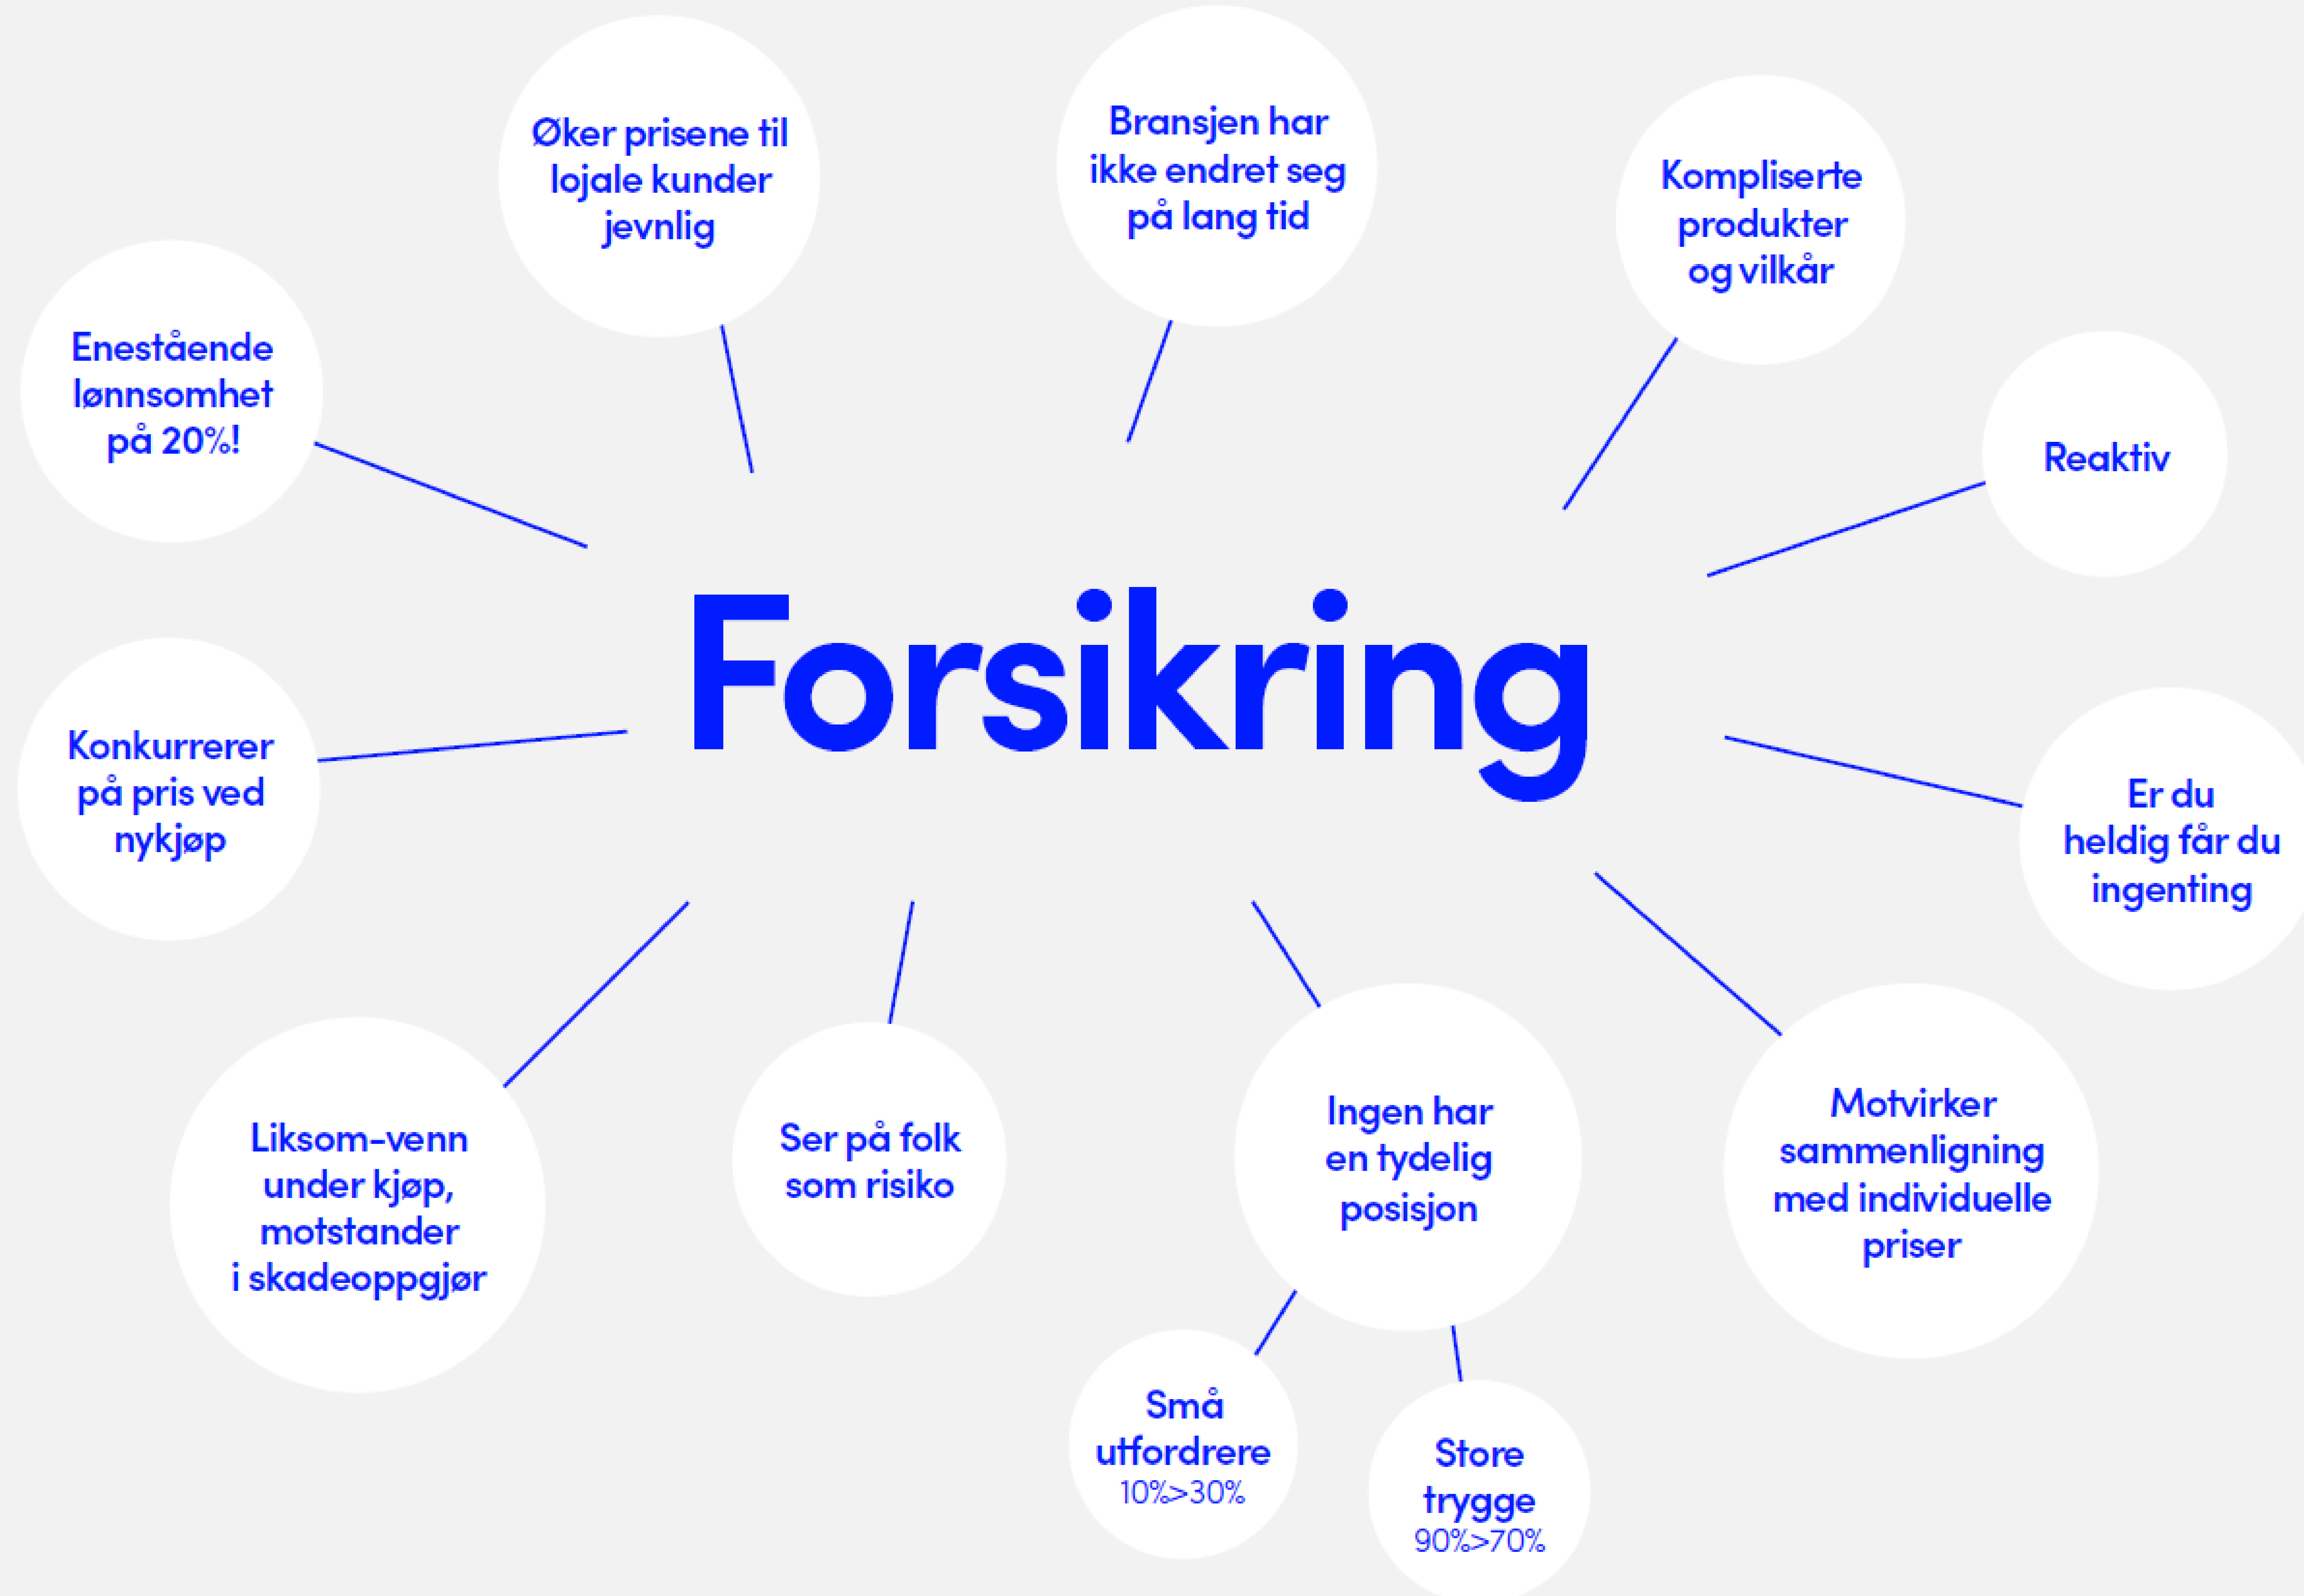 Øker prisene til
lojale kunder
jevnlig
Bransjen har
ikke endret seg
på lang tid
Kompliserte
produkter
og vilkår
Enestående
lønnsomhet
på 20%!
Reaktiv
Forsikring
Konkurrerer
på pris ved
nykjøp
Er du
heldig får du
ingenting
Liksom-venn
under kjøp,
motstander
i skadeoppgjør
Ser på folk
som risiko
Ingen har
en tydelig
posisjon
Motvirker
sammenligning
med individuelle
priser
Små
utfordrere
10%>30%
Store
trygge
90%>70%